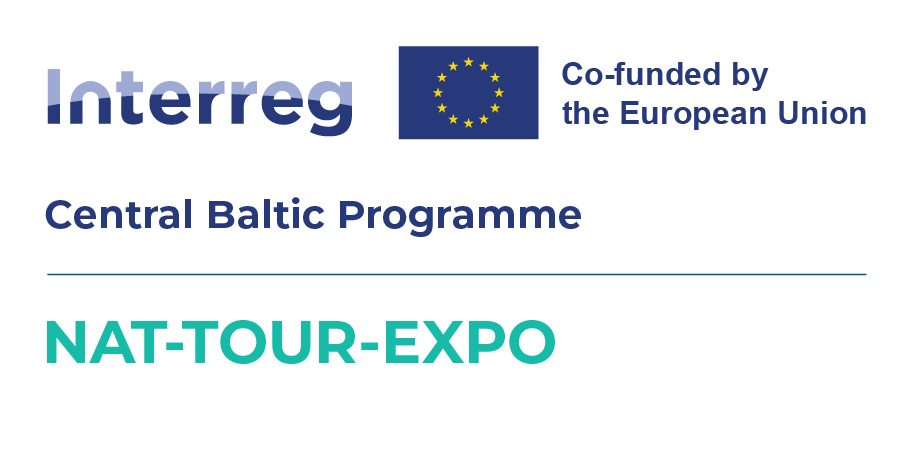 Interreg
Co-funded by
the European Union
Central Baltic Programme
NAT-TOUR-EXPO